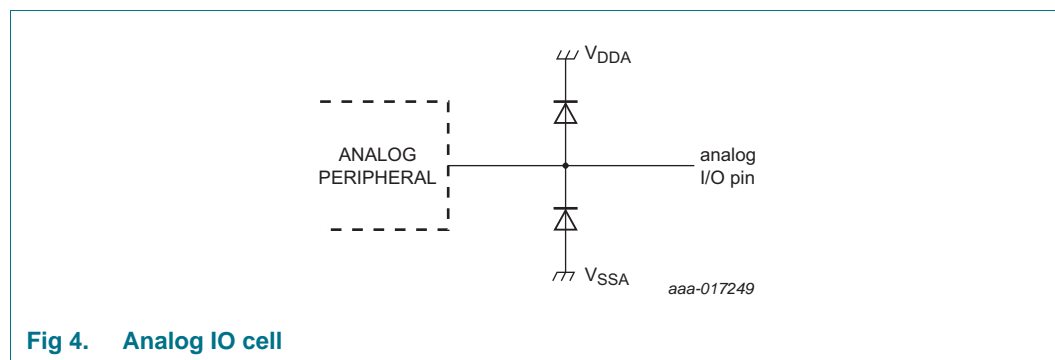 VDDA
ANALOG
PERIPHERAL
analog
I/O pin
VSSA
aaa-017249
Fig 4. Analog IO cell